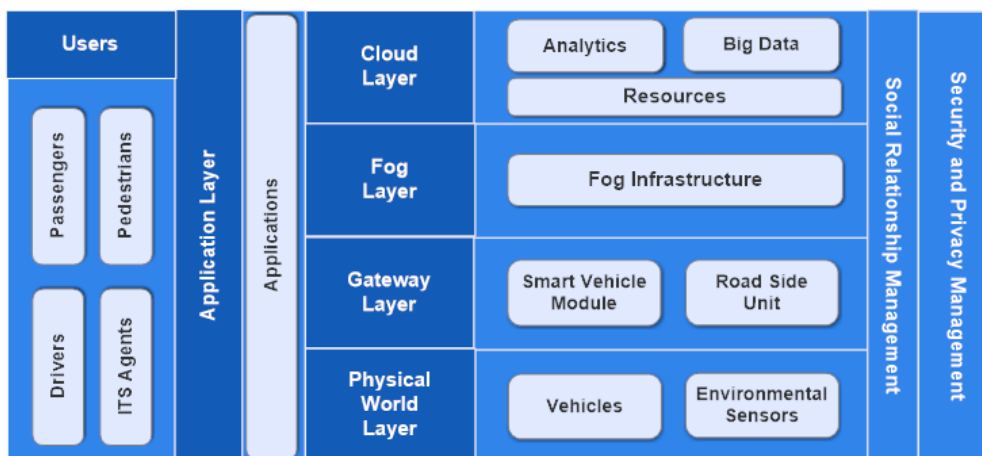 Users
Passengers
Pedestrians
Drivers
ITS Agents
Application Layer
Applications
Cloud
Layer
Analytics
Big Data
Resources
Fog
Layer
Fog Infrastructure
Gateway
Layer
Smart Vehicle
Module
Road Side
Unit
Physical
World
Layer
Vehicles
Environmental
Sensors
Social Relationship Management
Security and Privacy Management